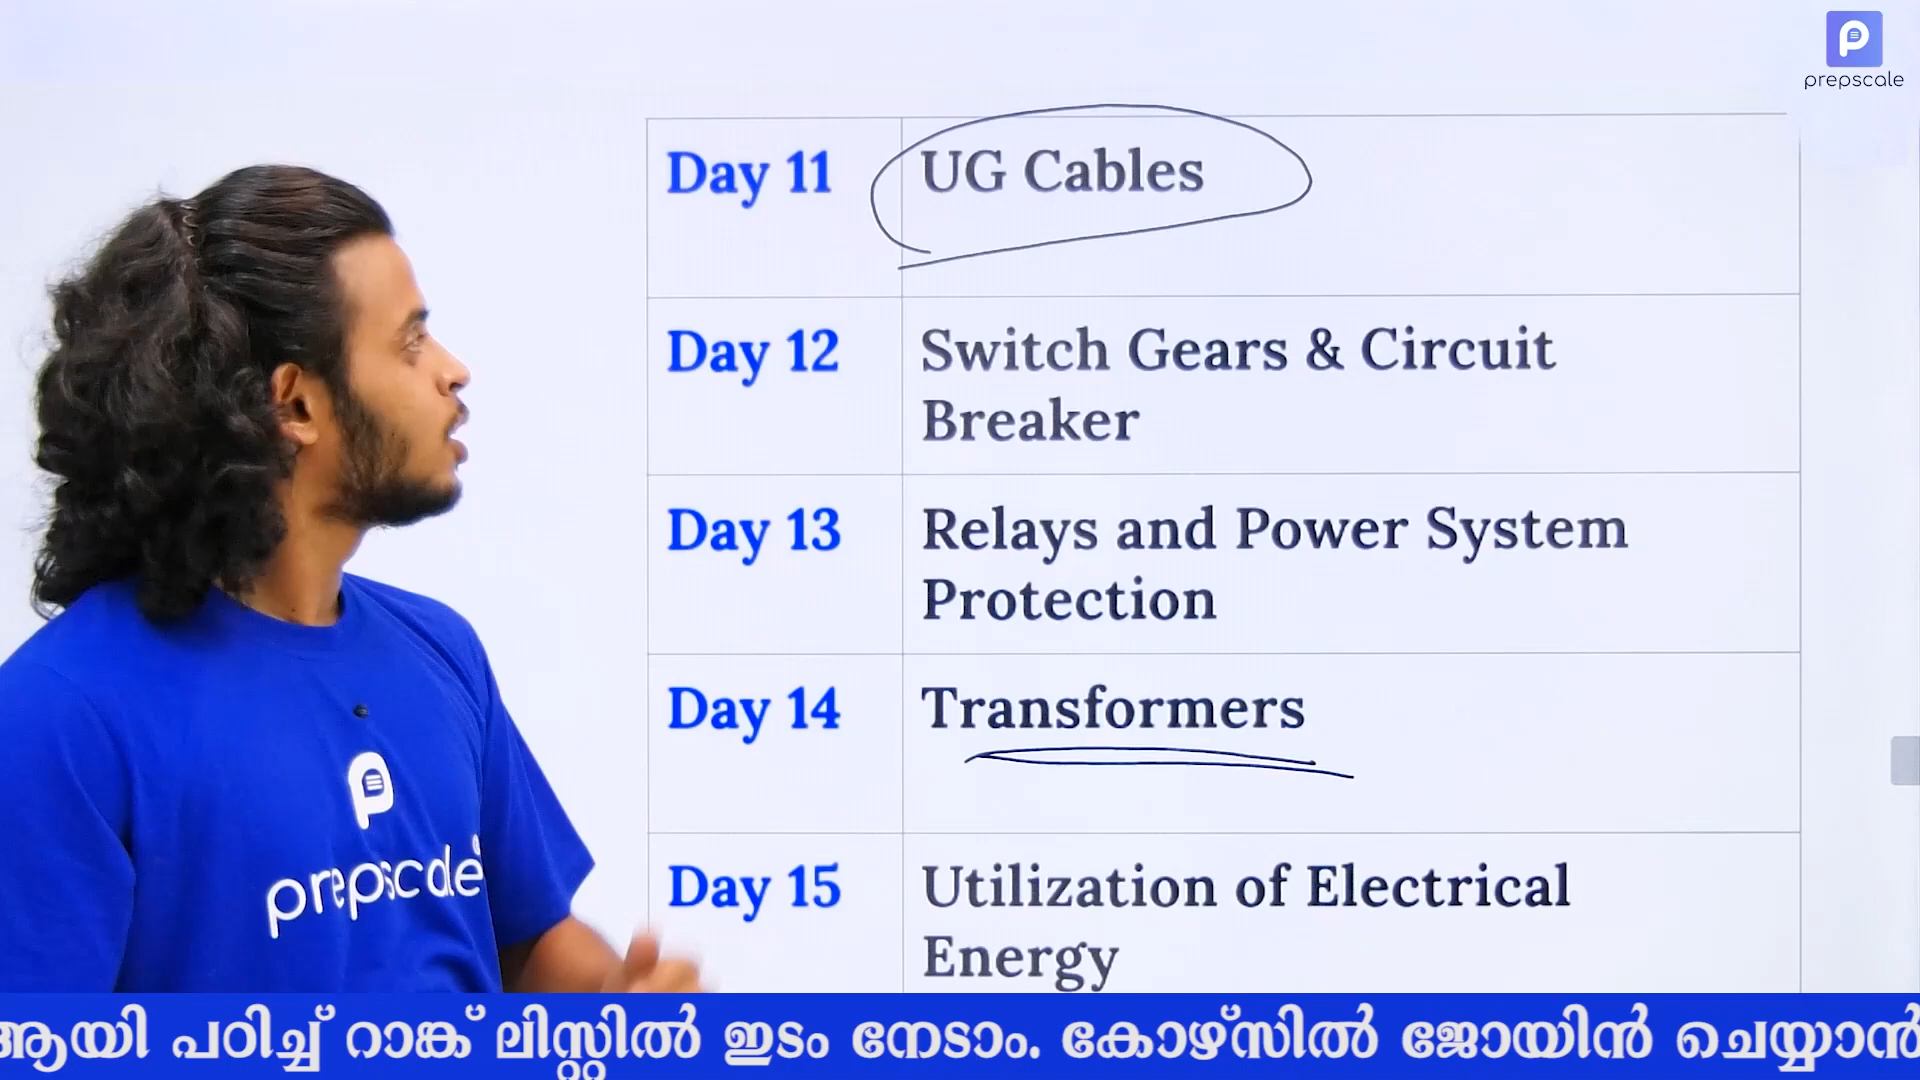 prepscale
Day 11 UG Cables
Day 12 Switch Gears & Circuit
Breaker
Day 13 Relays and Power System
Protection
Day 14 Transformers
Day 15 Utilization of Electrical
Energy
prepscale
ആയി പഠിച്ച് റാങ്ക് ലിസ്റ്റിൽ ഇടം നേടാം. കോഴ്സിൽ ജോയിൻ ചെയ്യാൻ